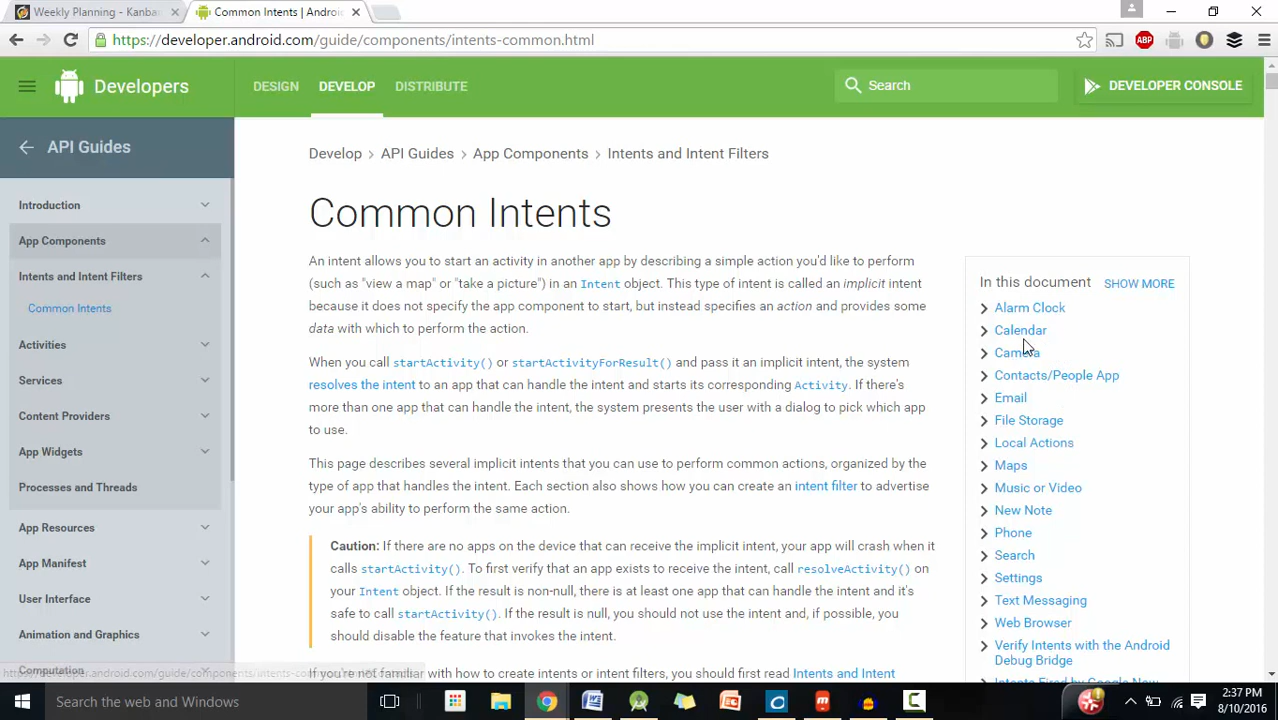 Weekly Planning - Kanba
Common Intents | Androi
https://developer.android.com/guide/components/intents-common.html
ABP
Developers
DESIGN
DEVELOP
DISTRIBUTE
Search
DEVELOPER CONSOLE
API Guides
Introduction
App Components
Intents and Intent Filters
Common Intents
Activities
Services
Content Providers
App Widgets
Processes and Threads
App Resources
App Manifest
User Interface
Animation and Graphics
Computation
Develop > API Guides > App Components > Intents and Intent Filters
Common Intents
An intent allows you to start an activity in another app by describing a simple action you'd like to perform
(such as "view a map" or "take a picture") in an Intent object. This type of intent is called an implicit intent
because it does not specify the app component to start, but instead specifies an action and provides some
data with which to perform the action.
When you call startActivity() or startActivityForResult() and pass it an implicit intent, the system
resolves the intent to an app that can handle the intent and starts its corresponding Activity. If there's
more than one app that can handle the intent, the system presents the user with a dialog to pick which app
to use.
This page describes several implicit intents that you can use to perform common actions, organized by the
type of app that handles the intent. Each section also shows how you can create an intent filter to advertise
your app's ability to perform the same action.
Caution: If there are no apps on the device that can receive the implicit intent, your app will crash when it
calls startActivity(). To first verify that an app exists to receive the intent, call resolveActivity() on
your Intent object. If the result is non-null, there is at least one app that can handle the intent and it's
safe to call startActivity(). If the result is null, you should not use the intent and, if possible, you
should disable the feature that invokes the intent.
If you're not familiar with how to create intents or intent filters, you should first read Intents and Intent
In this document
SHOW MORE
Alarm Clock
Calendar
Camera
Contacts/People App
Email
File Storage
Local Actions
Maps
Music or Video
New Note
Phone
Search
Settings
Text Messaging
Web Browser
Verify Intents with the Android
Debug Bridge
Intents Fired by Google Now
https://developer.android.com/guide/components/intents-co
Search the web and Windows
2:37 PM
8/10/2016